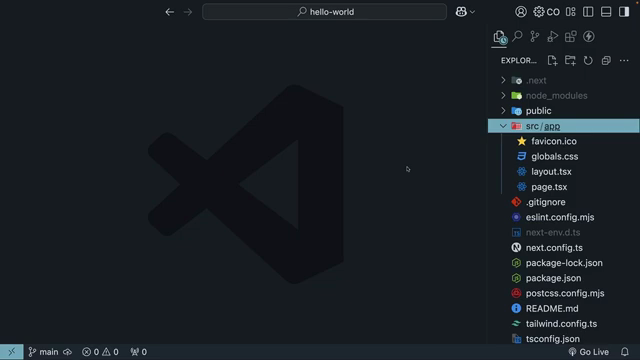 hello-world
CO
EXPLOR...
.next
node_modules
public
src/app
favicon.ico
globals.css
layout.tsx
page.tsx
.gitignore
eslint.config.mjs
next-env.d.ts
next.config.ts
package-lock.json
package.json
postcss.config.mjs
README.md
tailwind.config.ts
tsconfig.json
main
0
0
0
Go Live